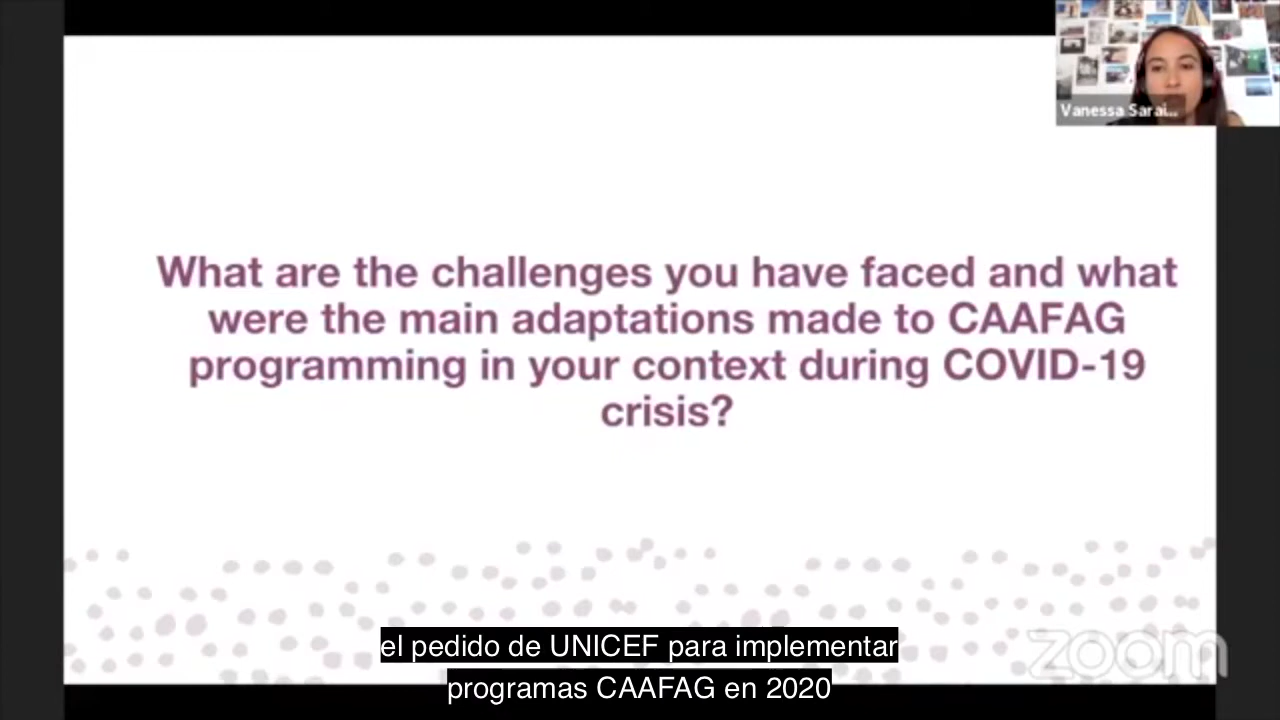 Vanessa Sarai...
What are the challenges you have faced and what
were the main adaptations made to CAAFAG
programming in your context during COVID-19
crisis?
el pedido de UNICEF para implementar
programas CAAFAG en 2020
zoom